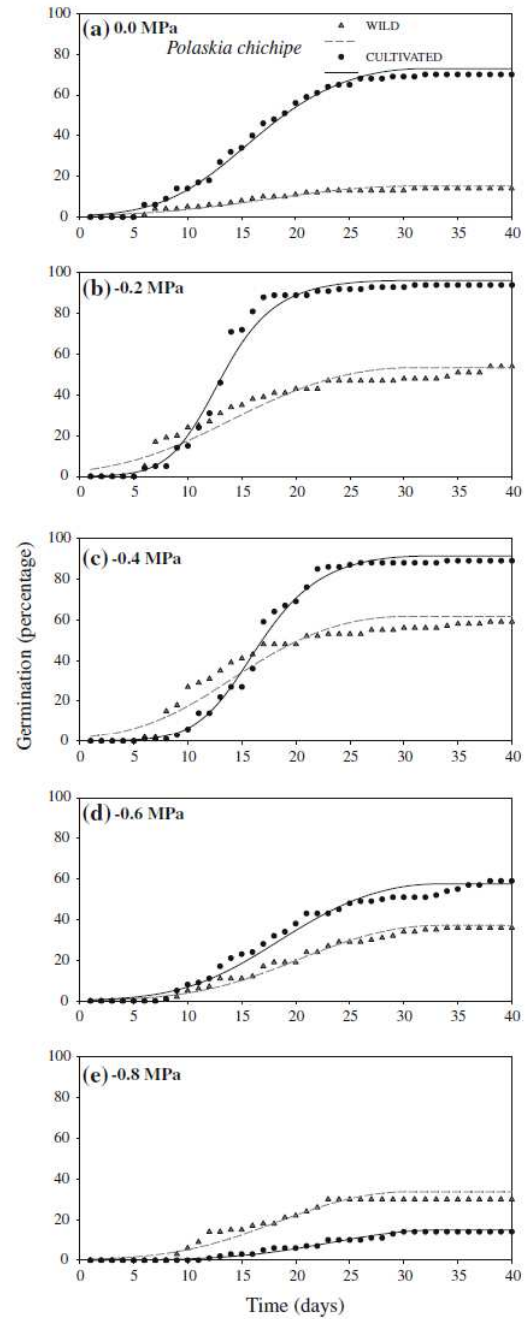 (a) 0.0 MPa
Polaskia chichipe
WILD
CULTIVATED
100
80
60
40
20
0
0 5 10 15 20 25 30 35 40
(b) -0.2 MPa
100
80
60
40
20
0
0 5 10 15 20 25 30 35 40
(c) -0.4 MPa
100
80
60
40
20
0
0 5 10 15 20 25 30 35 40
(d) -0.6 MPa
100
80
60
40
20
0
0 5 10 15 20 25 30 35 40
(e) -0.8 MPa
100
80
60
40
20
0
0 5 10 15 20 25 30 35 40
Germination (percentage)
Time (days)